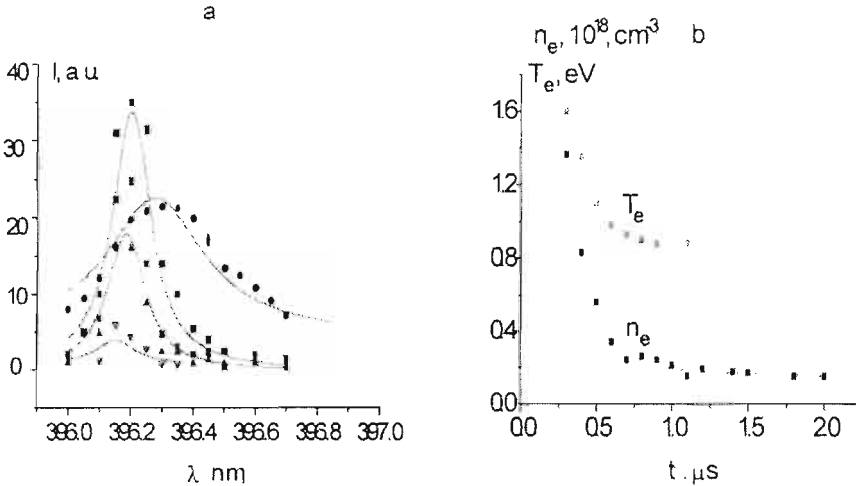 a
I, a u
40
30
20
10
0
396.0 396.2 396.4 396.6 396.8 397.0
λ, nm
n_e, 10^18, cm^3 b
T_e, eV
1.6
1.2
0.8
0.4
0.0
T_e
n_e
0.0 0.5 1.0 1.5 2.0
t, μs